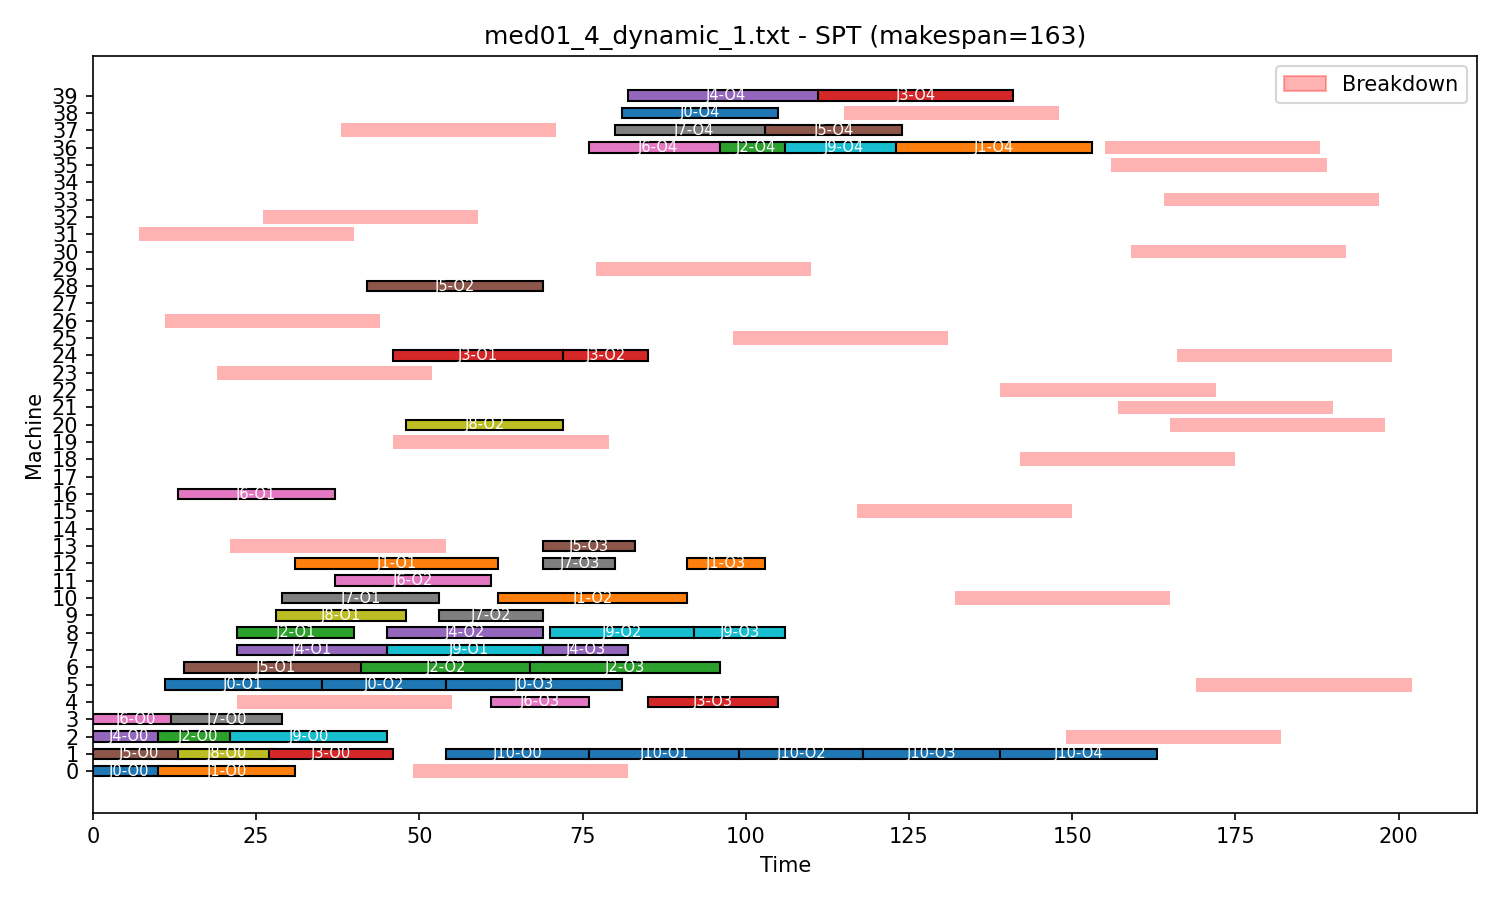 med01_4_dynamic_1.txt - SPT (makespan=163)
Breakdown
Machine
39 J4-O4 J3-O4
38 J0-O4
37 J7-O4 J5-O4
36 J6-O4 J2-O4 J9-O4 J1-O4
35
34
33
32
31
30
29
28 J5-O2
27
26
25
24 J3-O1 J3-O2
23
22
21
20 J8-O2
19
18
17
16 J6-O1
15
14
13 J5-O3
12 J1-O1 J7-O3 J1-O3
11 J6-O2
10 J7-O1 J1-O2
9 J8-O1 J7-O2
8 J2-O1 J4-O2 J9-O2 J9-O3
7 J4-O1 J9-O1 J4-O3
6 J5-O1 J2-O2 J2-O3
5 J0-O1 J0-O2 J0-O3
4 J6-O3 J3-O3
3 J6-O0 J7-O0
2 J4-O0 J2-O0 J9-O0
1 J5-O0 J8-O0 J3-O0 J10-O0 J10-O1 J10-O2 J10-O3 J10-O4
0 J0-O0 J1-O0
0 25 50 75 100 125 150 175 200
Time